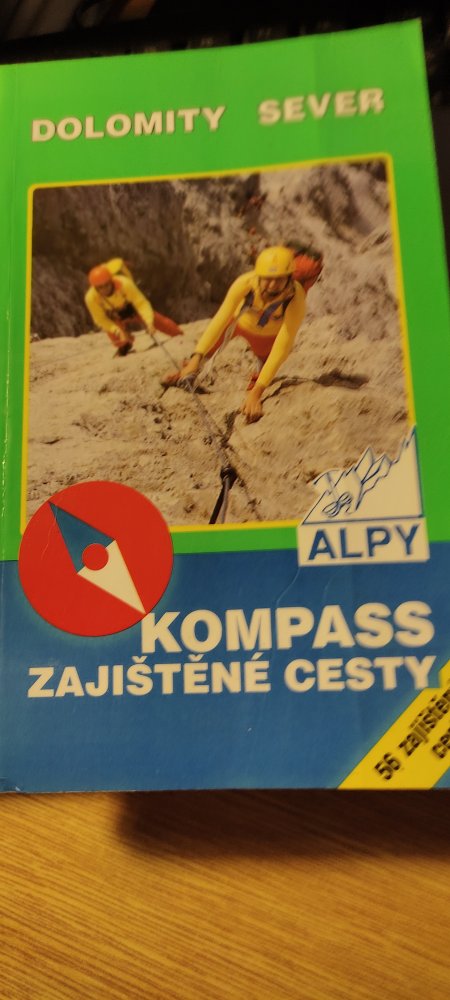 DOLOMITY SEVER
ALPY
KOMPASS
ZAJIŠTĚNÉ CESTY
56